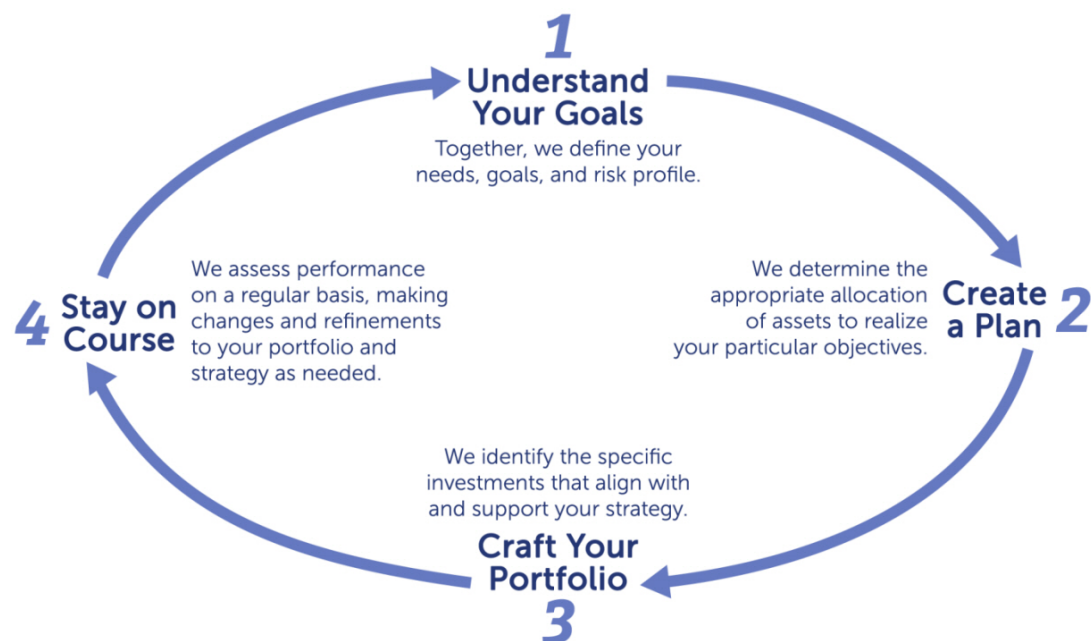 1
Understand
Your Goals
Together, we define your
needs, goals, and risk profile.
We determine the
appropriate allocation
of assets to realize
your particular objectives.
Create
a Plan
2
We identify the specific
investments that align with
and support your strategy.
Craft Your
Portfolio
3
4
Stay on
Course
We assess performance
on a regular basis, making
changes and refinements
to your portfolio and
strategy as needed.